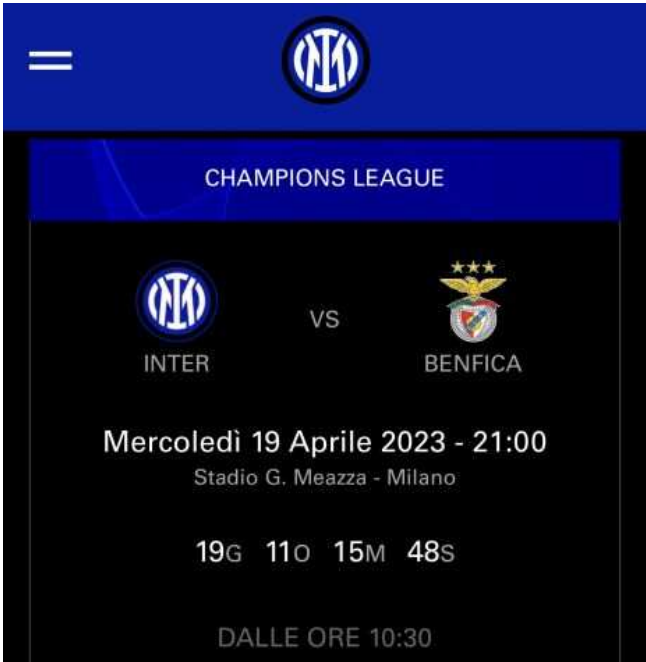 CHAMPIONS LEAGUE
VS
INTER
BENFICA
Mercoledì 19 Aprile 2023 - 21:00
Stadio G. Meazza - Milano
19G 11O 15M 48S
DALLE ORE 10:30